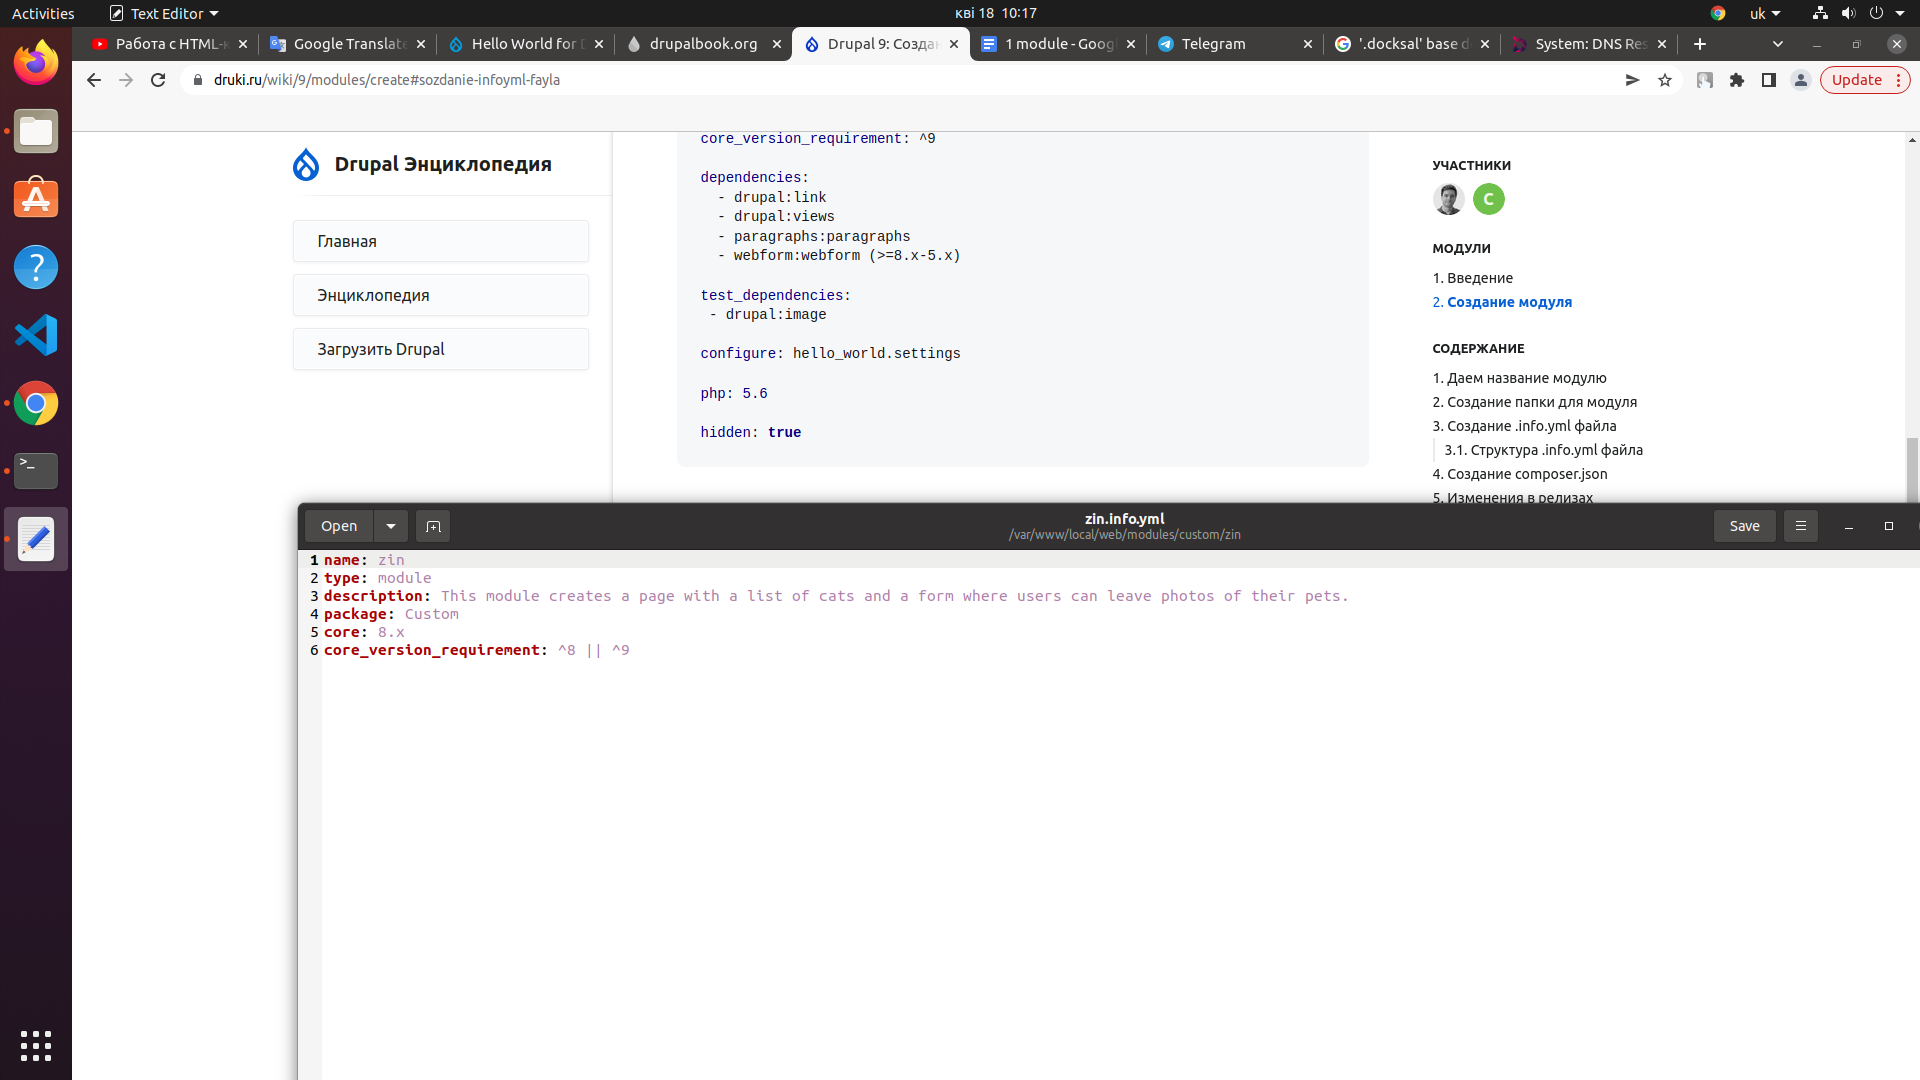 Activities
Text Editor
кві 18 10:17
uk
Работа с HTML-к
Google Translate
Hello World for D
drupalbook.org
Drupal 9: Создан
1 module - Googl
Telegram
'.docksal' base d
System: DNS Res
druki.ru/wiki/9/modules/create#sozdanie-infoyml-fayla
Update
Drupal Энциклопедия
Главная
Энциклопедия
Загрузить Drupal
core_version_requirement: ^9
dependencies:
- drupal:link
- drupal:views
- paragraphs:paragraphs
- webform:webform (>=8.x-5.x)
test_dependencies:
- drupal:image
configure: hello_world.settings
php: 5.6
hidden: true
УЧАСТНИКИ
C
МОДУЛИ
1. Введение
2. Создание модуля
СОДЕРЖАНИЕ
1. Даем название модулю
2. Создание папки для модуля
3. Создание .info.yml файла
3.1. Структура .info.yml файла
4. Создание composer.json
5. Изменения в релизах
Open
zin.info.yml
/var/www/local/web/modules/custom/zin
Save
1 name: zin
2 type: module
3 description: This module creates a page with a list of cats and a form where users can leave photos of their pets.
4 package: Custom
5 core: 8.x
6 core_version_requirement: ^8 || ^9